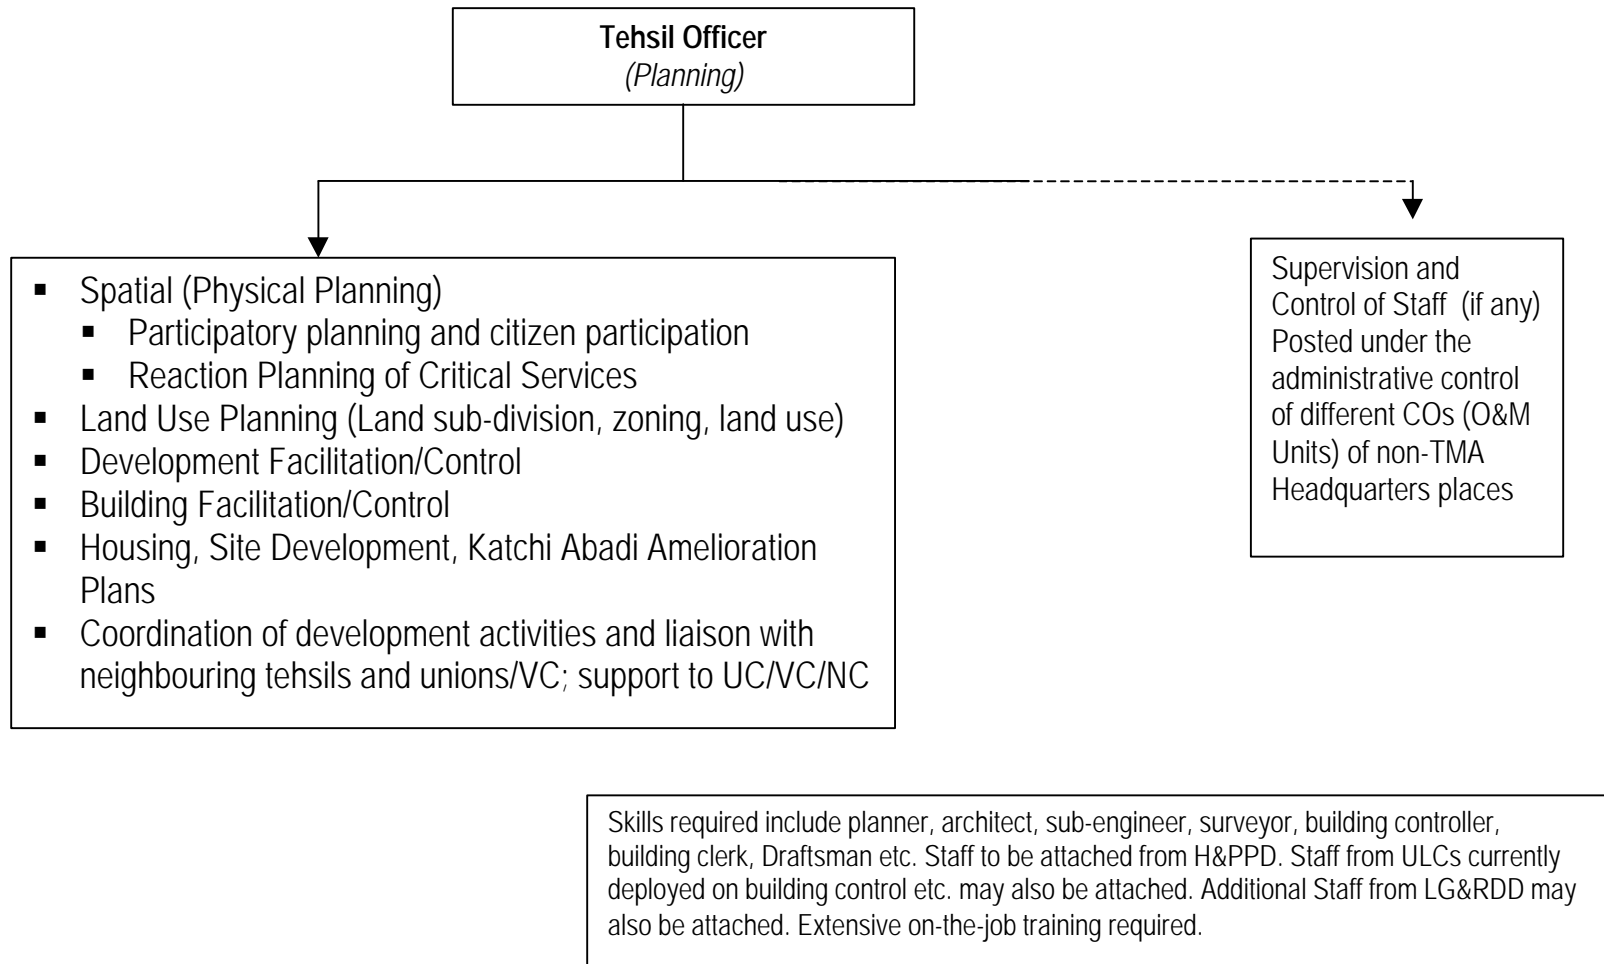 Tehsil Officer
(Planning)
▪ Spatial (Physical Planning)
▪ Participatory planning and citizen participation
▪ Reaction Planning of Critical Services
▪ Land Use Planning (Land sub-division, zoning, land use)
▪ Development Facilitation/Control
▪ Building Facilitation/Control
▪ Housing, Site Development, Katchi Abadi Amelioration
Plans
▪ Coordination of development activities and liaison with
neighbouring tehsils and unions/VC; support to UC/VC/NC
Supervision and
Control of Staff (if any)
Posted under the
administrative control
of different COs (O&M
Units) of non-TMA
Headquarters places
Skills required include planner, architect, sub-engineer, surveyor, building controller,
building clerk, Draftsman etc. Staff to be attached from H&PPD. Staff from ULCs currently
deployed on building control etc. may also be attached. Additional Staff from LG&RDD may
also be attached. Extensive on-the-job training required.